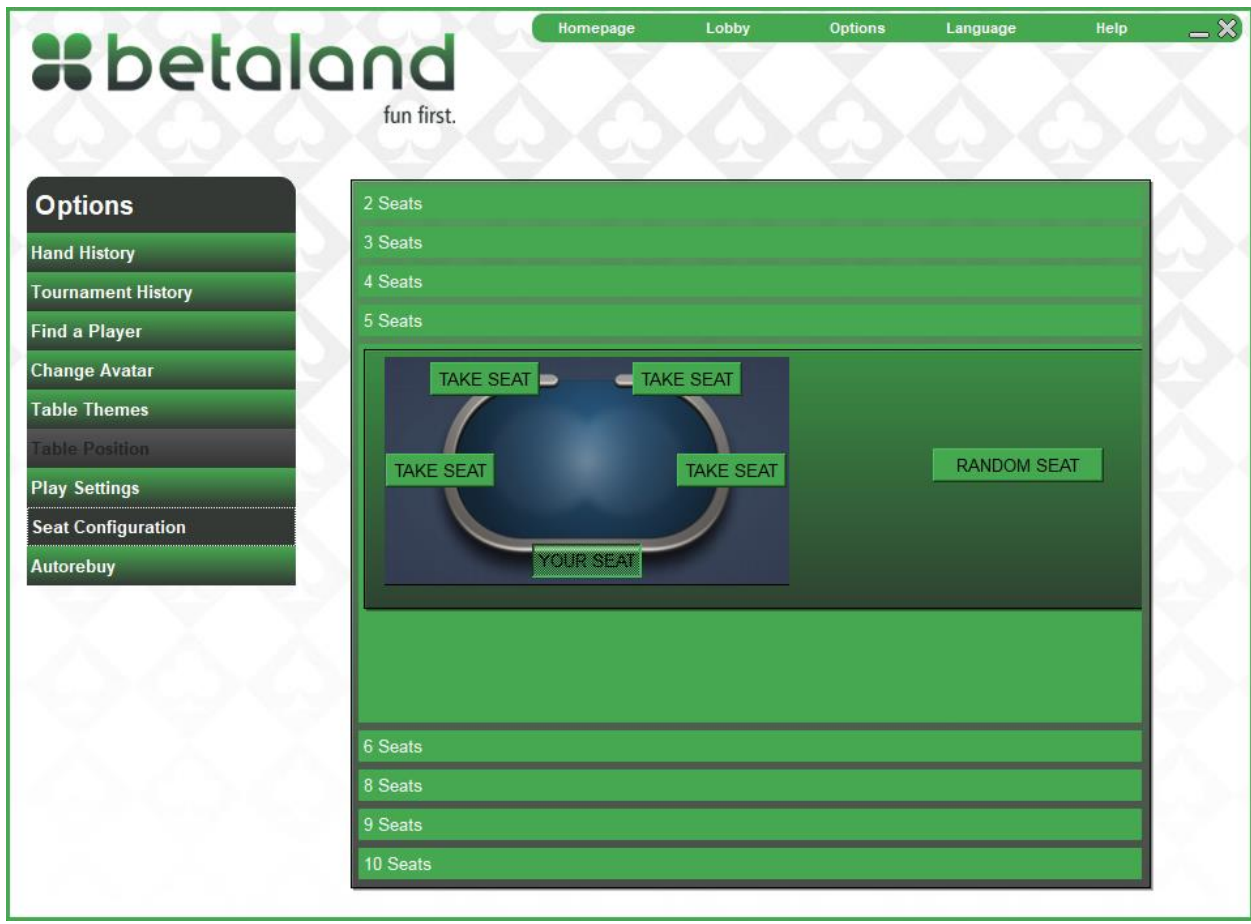 Homepage Lobby Options Language Help
betaland
fun first.
Options
Hand History
Tournament History
Find a Player
Change Avatar
Table Themes
Table Position
Play Settings
Seat Configuration
Autorebuy
2 Seats
3 Seats
4 Seats
5 Seats
TAKE SEAT TAKE SEAT
TAKE SEAT TAKE SEAT
RANDOM SEAT
YOUR SEAT
6 Seats
8 Seats
9 Seats
10 Seats